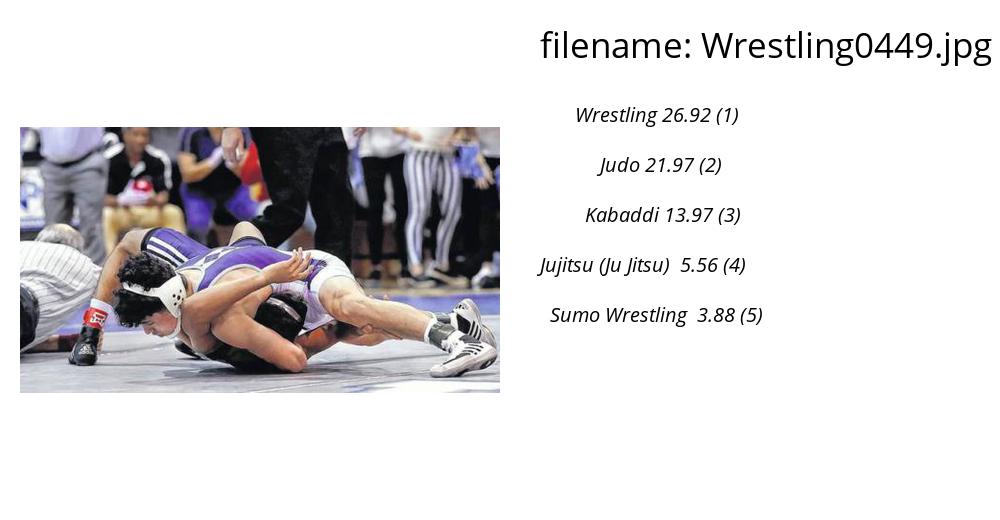 filename: Wrestling0449.jpg
Wrestling 26.92 (1)
Judo 21.97 (2)
Kabaddi 13.97 (3)
Jujitsu (Ju Jitsu)  5.56 (4)
Sumo Wrestling  3.88 (5)